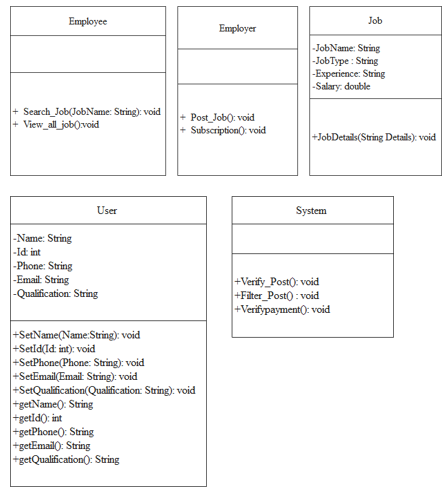 Employee
+ Search_Job(JobName: String): void
+ View_all_job():void
Employer
+ Post_Job(): void
+ Subscription(): void
Job
-JobName: String
-JobType : String
-Experience: String
-Salary: double
+JobDetails(String Details): void
User
-Name: String
-Id: int
-Phone: String
-Email: String
-Qualification: String
+SetName(Name:String): void
+SetId(Id: int): void
+SetPhone(Phone: String): void
+SetEmail(Email: String): void
+SetQualification(Qualification: String): void
+getName(): String
+getId(): int
+getPhone(): String
+getEmail(): String
+getQualification(): String
System
+Verify_Post(): void
+Filter_Post() : void
+Verifypayment(): void